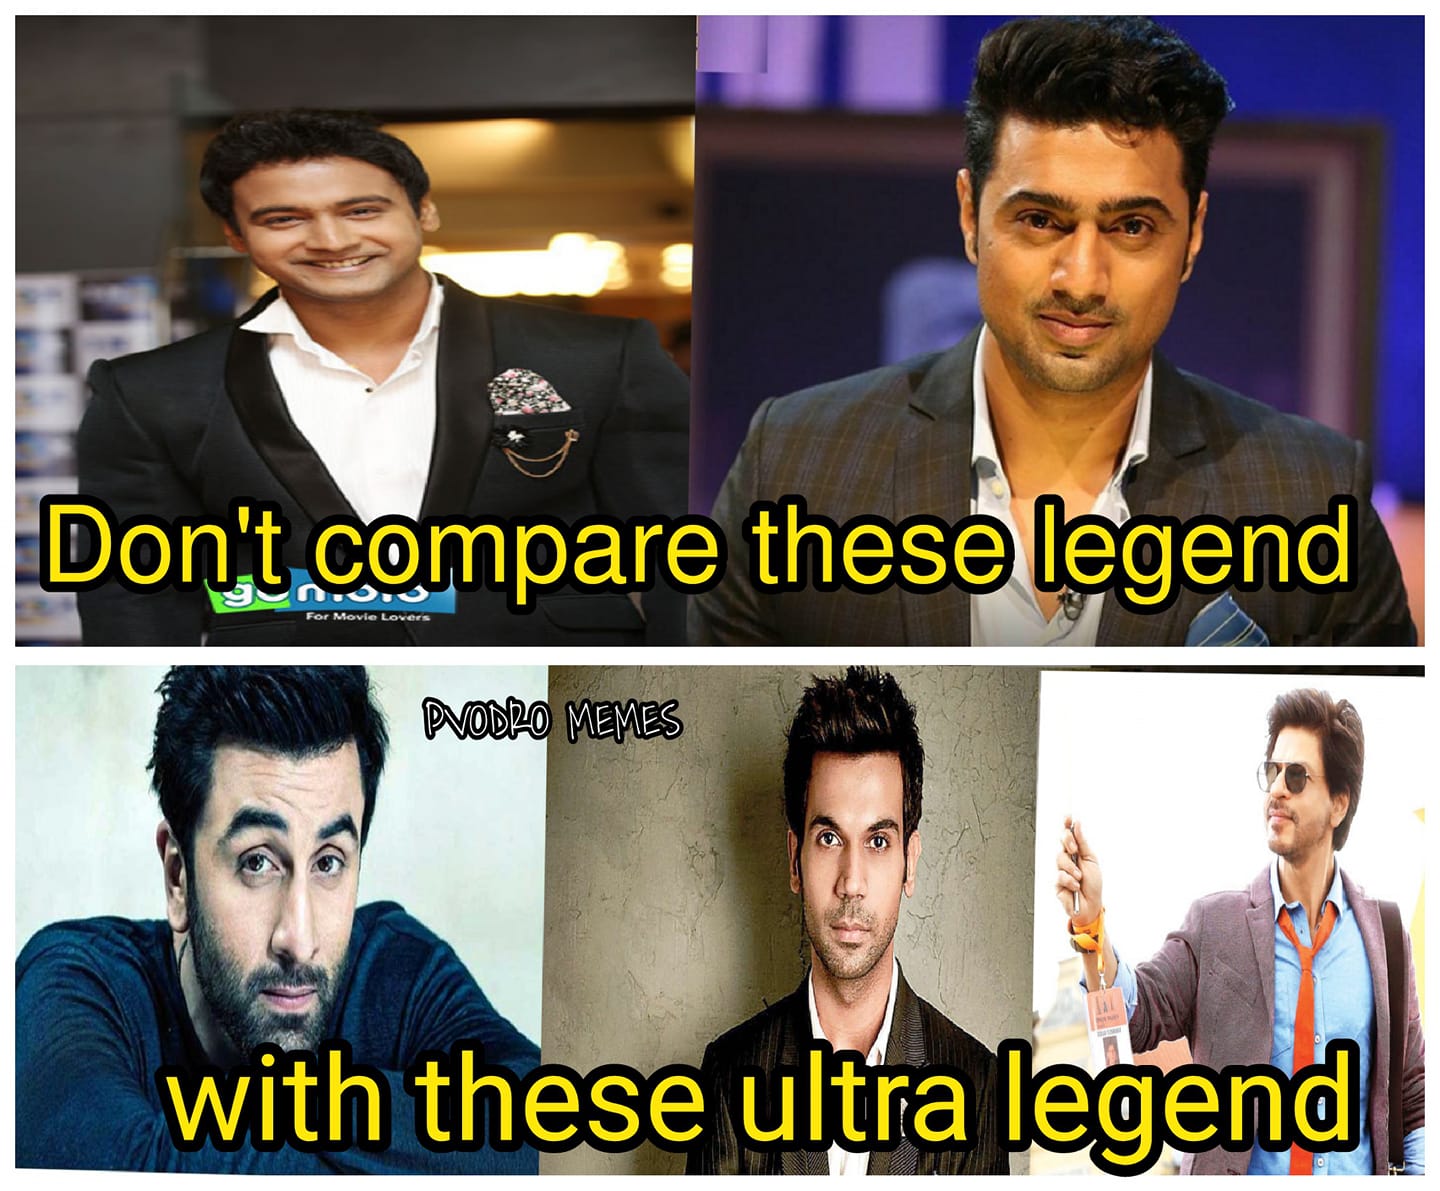 Don't compare these legend
For Movie Lovers
PVODRO MEMES
with these ultra legend